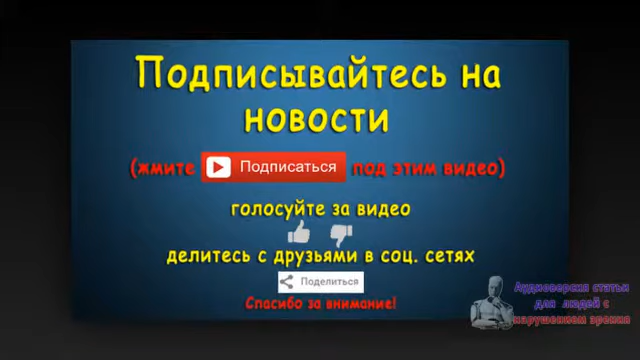 Подписывайтесь на
новости
(жмите Подписаться под этим видео)
голосуйте за видео
делитесь с друзьями в соц. сетях
Поделиться
Спасибо за внимание!
Аудиоверсия статьи
для людей с
нарушением зрения